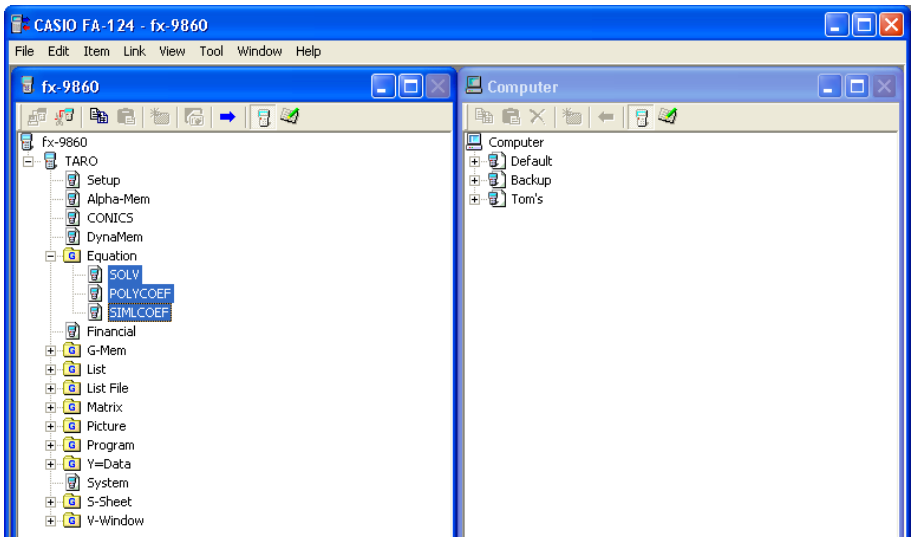 CASIO FA-124 - fx-9860
File Edit Item Link View Tool Window Help
fx-9860
fx-9860
TARO
Setup
Alpha-Mem
CONICS
DynaMem
G Equation
SOLV
POLYCOEF
SIMLCOEF
Financial
G G-Mem
G List
G List File
G Matrix
G Picture
G Program
G Y=Data
System
G S-Sheet
G V-Window
Computer
Computer
Default
Backup
Tom's